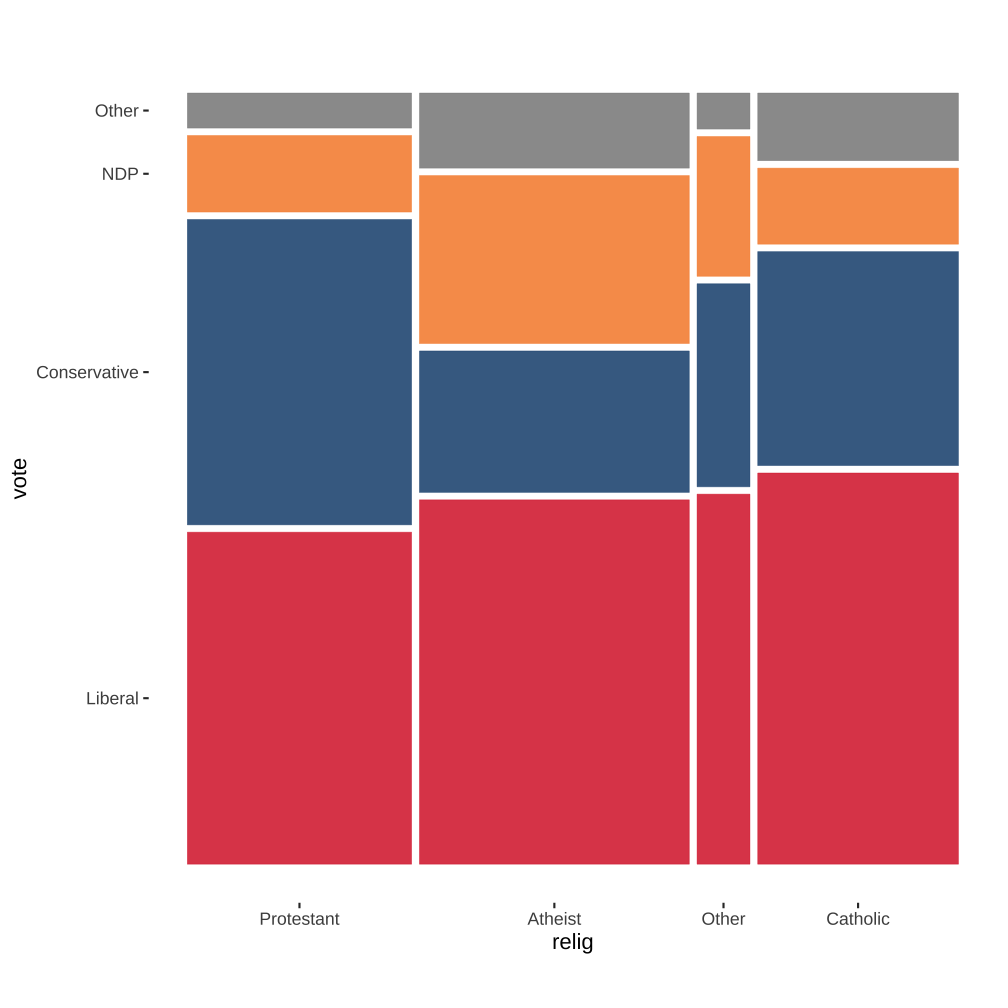 Other
NDP
Conservative
vote
Liberal
Protestant Atheist Other Catholic
relig